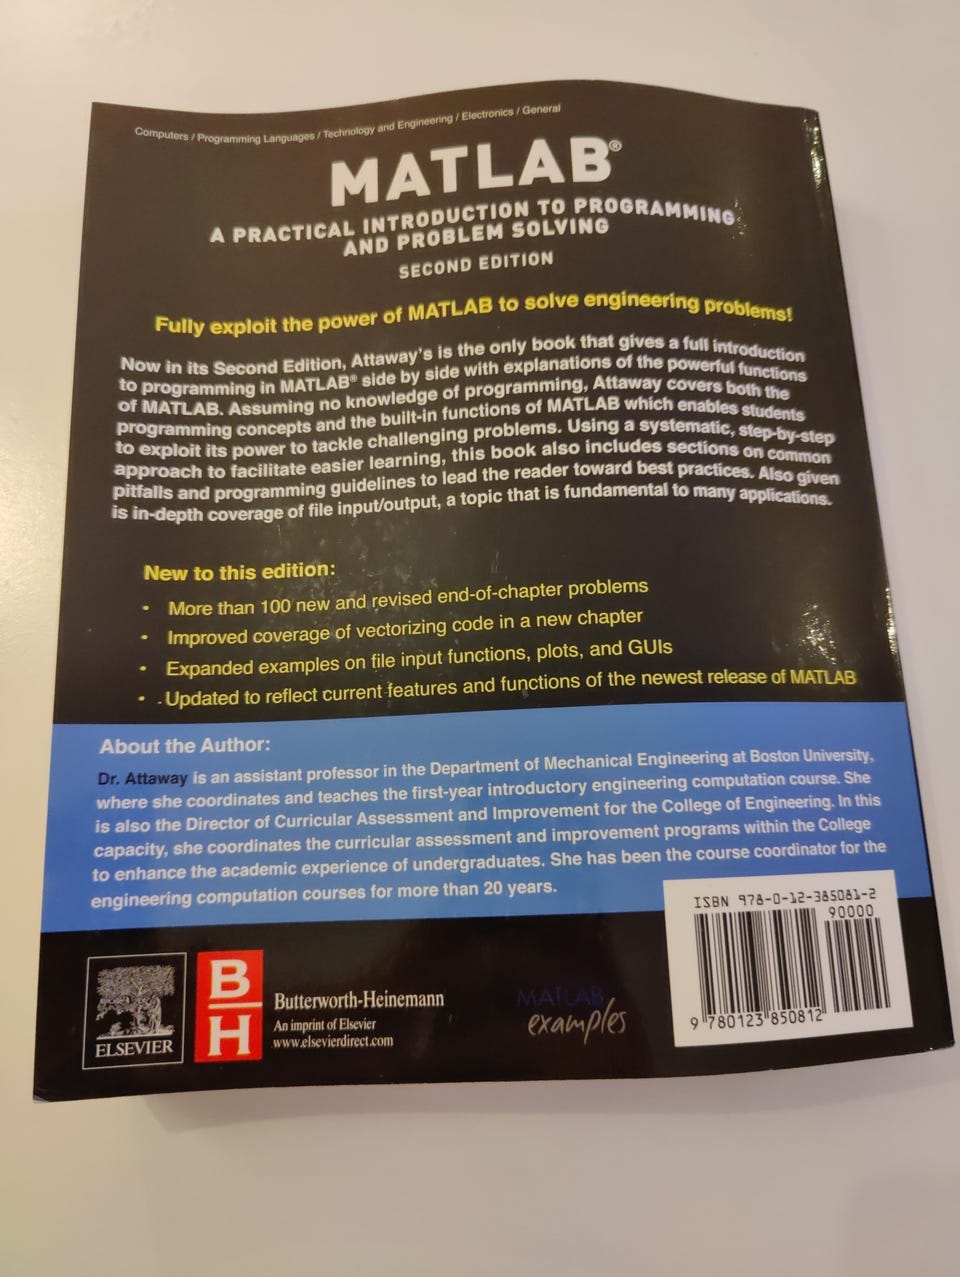 Computers / Programming Languages / Technology and Engineering / Electronics / General
MATLAB®
A PRACTICAL INTRODUCTION TO PROGRAMMING
AND PROBLEM SOLVING
SECOND EDITION
Fully exploit the power of MATLAB to solve engineering problems!
Now in its Second Edition, Attaway's is the only book that gives a full introduction
to programming in MATLAB® side by side with explanations of the powerful functions
of MATLAB. Assuming no knowledge of programming, Attaway covers both the
programming concepts and the built-in functions of MATLAB which enables students
to exploit its power to tackle challenging problems. Using a systematic, step-by-step
approach to facilitate easier learning, this book also includes sections on common
pitfalls and programming guidelines to lead the reader toward best practices. Also given
is in-depth coverage of file input/output, a topic that is fundamental to many applications.
New to this edition:
• More than 100 new and revised end-of-chapter problems
• Improved coverage of vectorizing code in a new chapter
• Expanded examples on file input functions, plots, and GUIs
• Updated to reflect current features and functions of the newest release of MATLAB
About the Author:
Dr. Attaway is an assistant professor in the Department of Mechanical Engineering at Boston University,
where she coordinates and teaches the first-year introductory engineering computation course. She
is also the Director of Curricular Assessment and Improvement for the College of Engineering. In this
capacity, she coordinates the curricular assessment and improvement programs within the College
to enhance the academic experience of undergraduates. She has been the course coordinator for the
engineering computation courses for more than 20 years.
ISBN 978-0-12-385081-2
90000
9 780123 850812
ELSEVIER
B
H
Butterworth-Heinemann
An imprint of Elsevier
www.elsevierdirect.com
MATLAB
examples